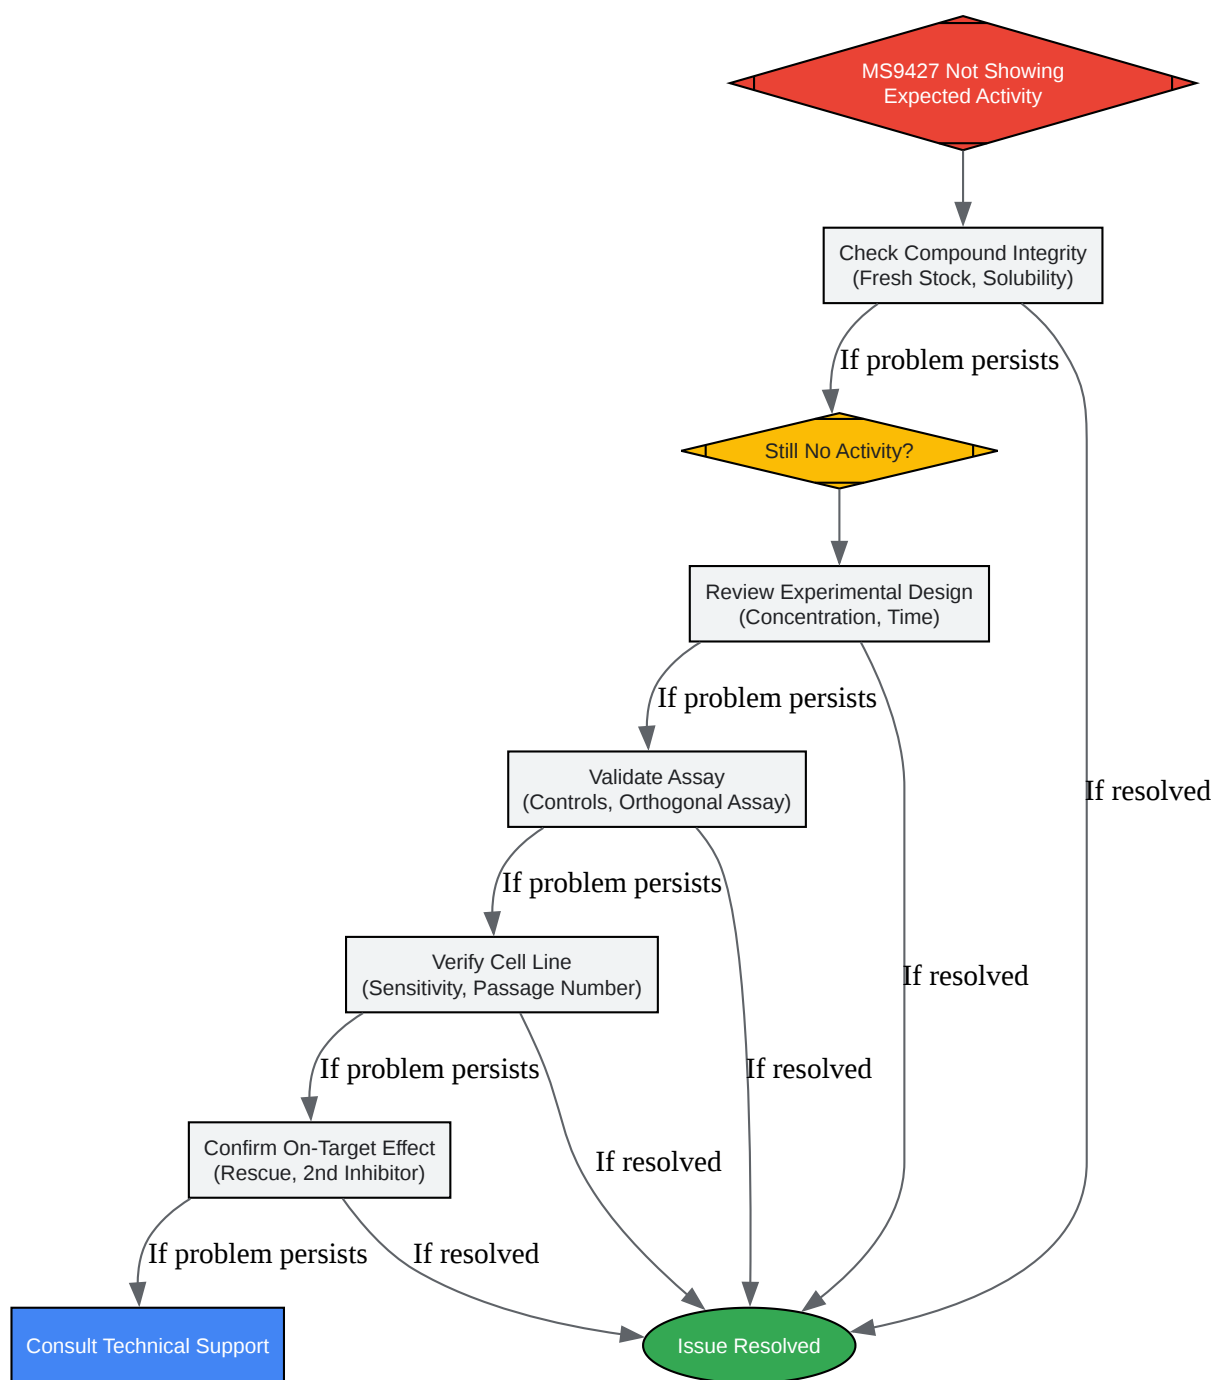 MS9427 Not Showing
Expected Activity
Check Compound Integrity
(Fresh Stock, Solubility)
If problem persists
Still No Activity?
Review Experimental Design
(Concentration, Time)
If problem persists
Validate Assay
(Controls, Orthogonal Assay)
If resolved
If problem persists
Verify Cell Line
(Sensitivity, Passage Number)
If resolved
If problem persists
If resolved
Confirm On-Target Effect
(Rescue, 2nd Inhibitor)
If resolved
If problem persists
If resolved
Consult Technical Support
Issue Resolved